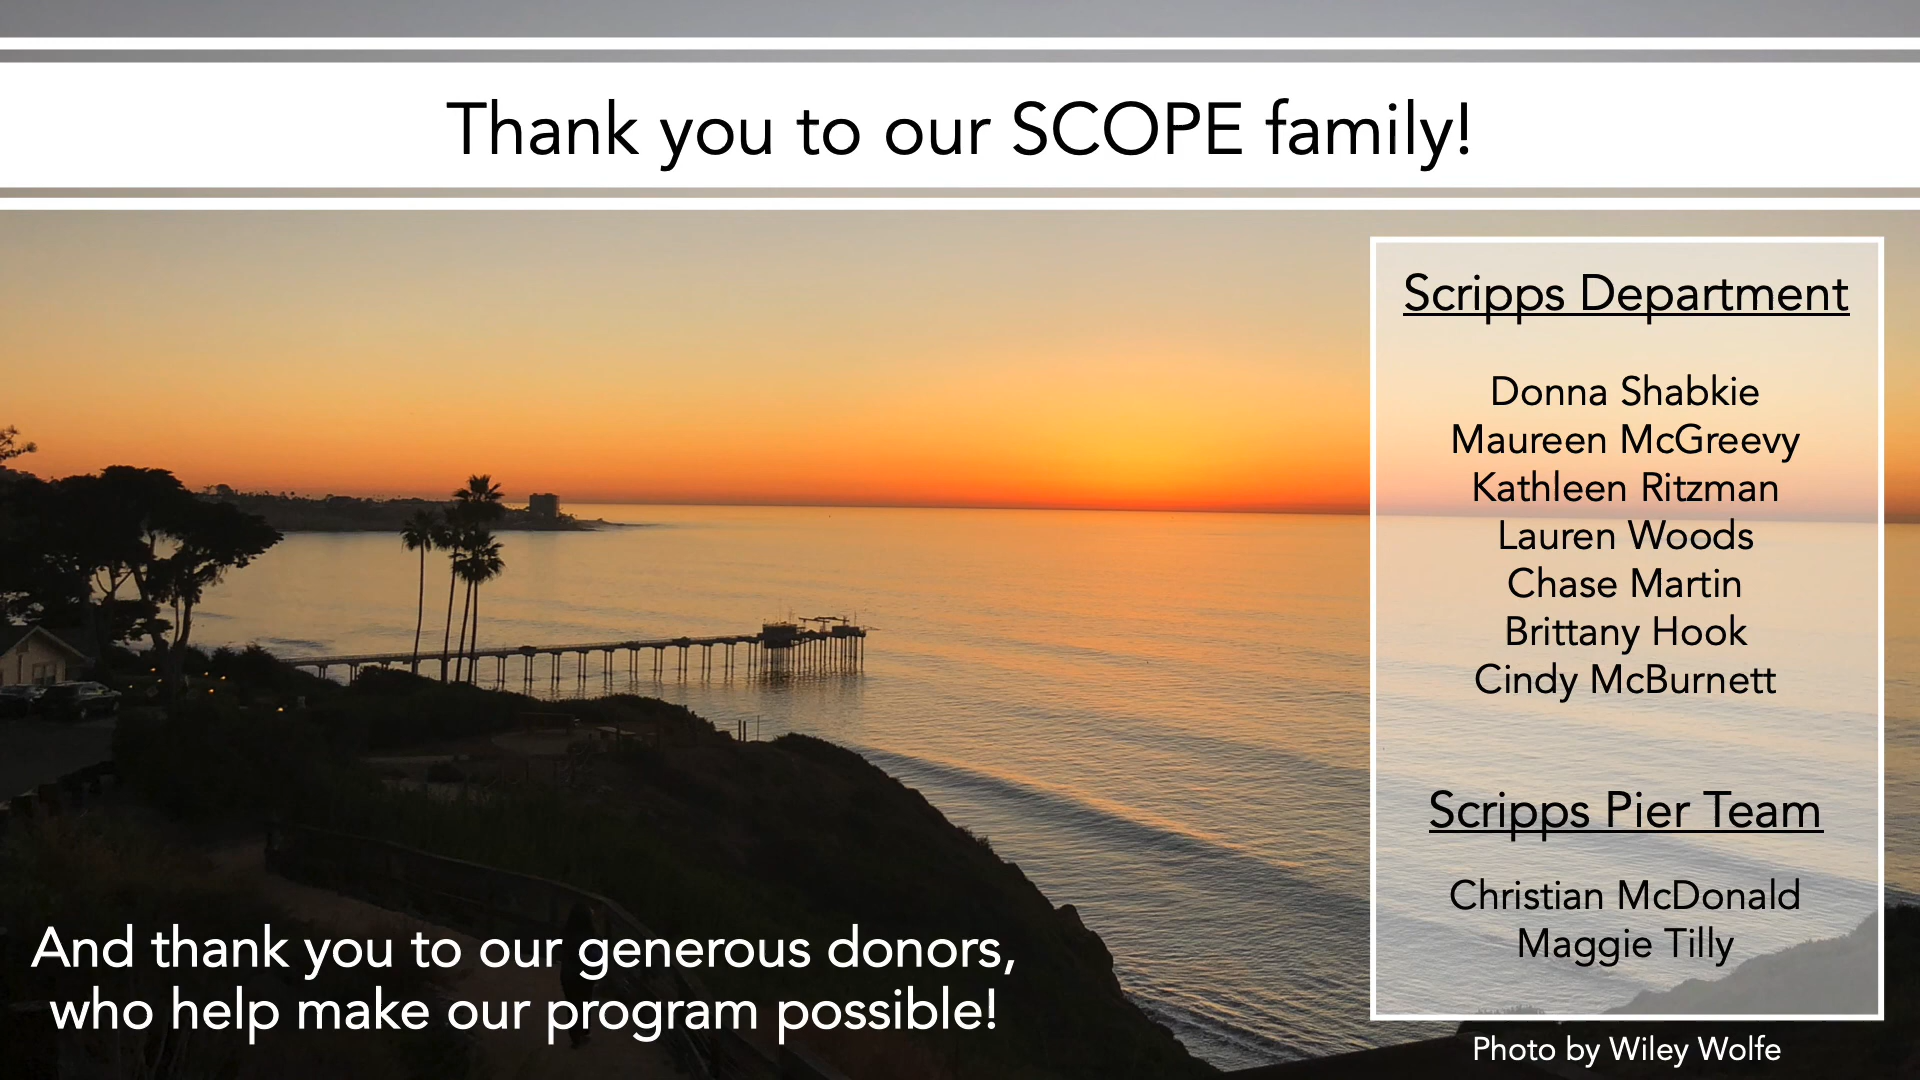 Thank you to our SCOPE family!
Scripps Department
Donna Shabkie
Maureen McGreevy
Kathleen Ritzman
Lauren Woods
Chase Martin
Brittany Hook
Cindy McBurnett
Scripps Pier Team
Christian McDonald
Maggie Tilly
And thank you to our generous donors,
who help make our program possible!
Photo by Wiley Wolfe